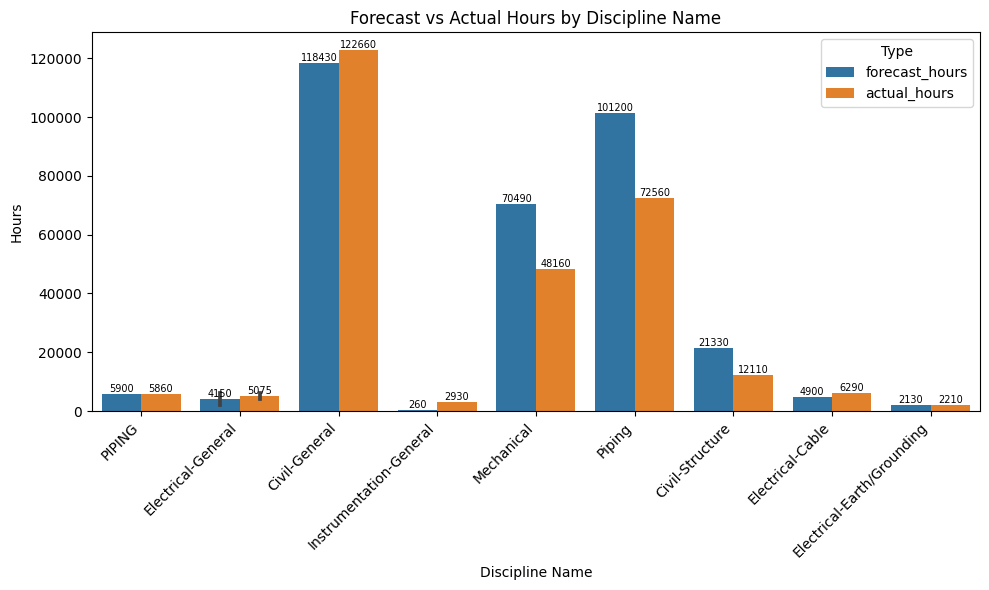 Forecast vs Actual Hours by Discipline Name
Type
forecast_hours
actual_hours
Hours
120000
100000
80000
60000
40000
20000
0
5900
5860
4150
5075
118430
122660
260
2930
70490
48160
101200
72560
21330
12110
4900
6290
2130
2210
PIPING
Electrical-General
Civil-General
Instrumentation-General
Mechanical
Piping
Civil-Structure
Electrical-Cable
Electrical-Earth/Grounding
Discipline Name